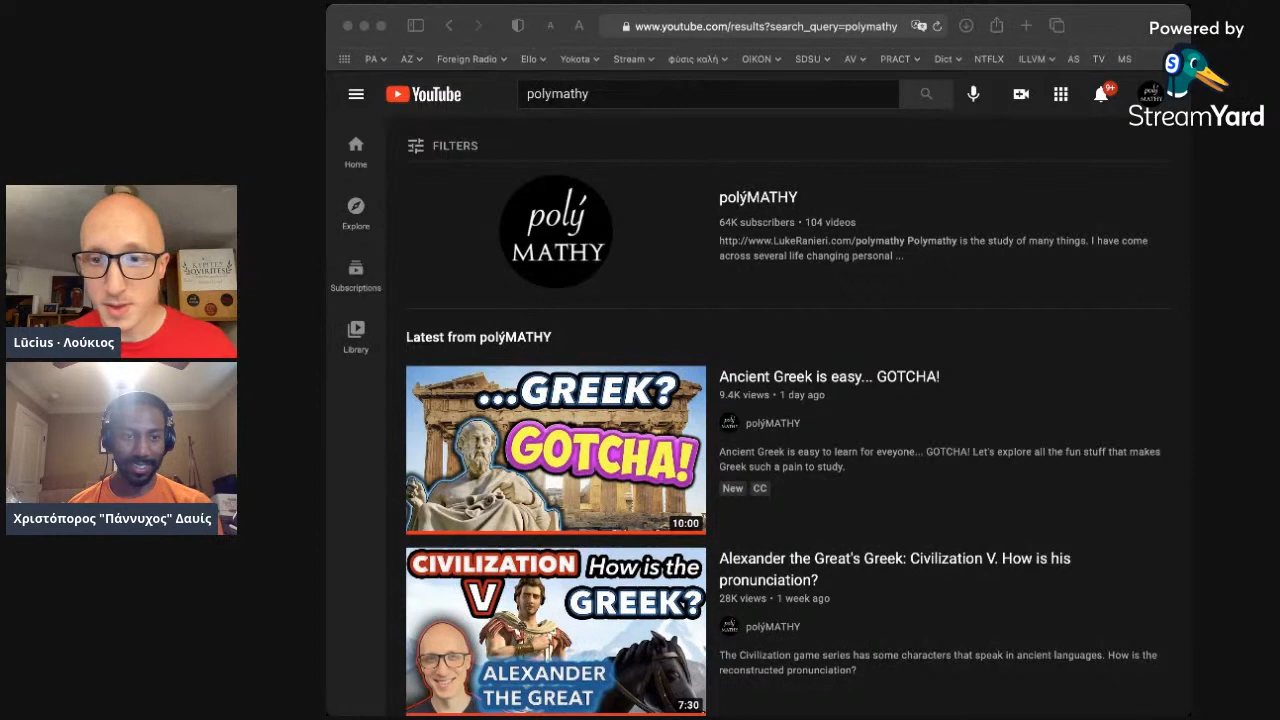 www.youtube.com/results?search_query=polymathy
Powered by
StreamYard
PA
AZ
Foreign Radio
Ello
Yokota
Stream
φύσις καλή
OIKON
SDSU
AV
PRACT
Dict
NTFLX
ILLVM
AS
TV
MS
YouTube
polymathy
9+
Home
Explore
Subscriptions
Library
FILTERS
polý
MATHY
polýMATHY
64K subscribers • 104 videos
http://www.LukeRanieri.com/polymathy Polymathy is the study of many things. I have come
across several life changing personal ...
Lūcius · Λούκιος
Χριστόπορος "Πάννυχος" Δαυίς
Latest from polýMATHY
...GREEK?
GOTCHA!
10:00
Ancient Greek is easy... GOTCHA!
9.4K views • 1 day ago
polýMATHY
Ancient Greek is easy to learn for eveyone... GOTCHA! Let's explore all the fun stuff that makes
Greek such a pain to study.
New
CC
CIVILIZATION
V
How is the
GREEK?
ALEXANDER
THE GREAT
7:30
Alexander the Great's Greek: Civilization V. How is his
pronunciation?
28K views • 1 week ago
polýMATHY
The Civilization game series has some characters that speak in ancient languages. How is the
reconstructed pronunciation?